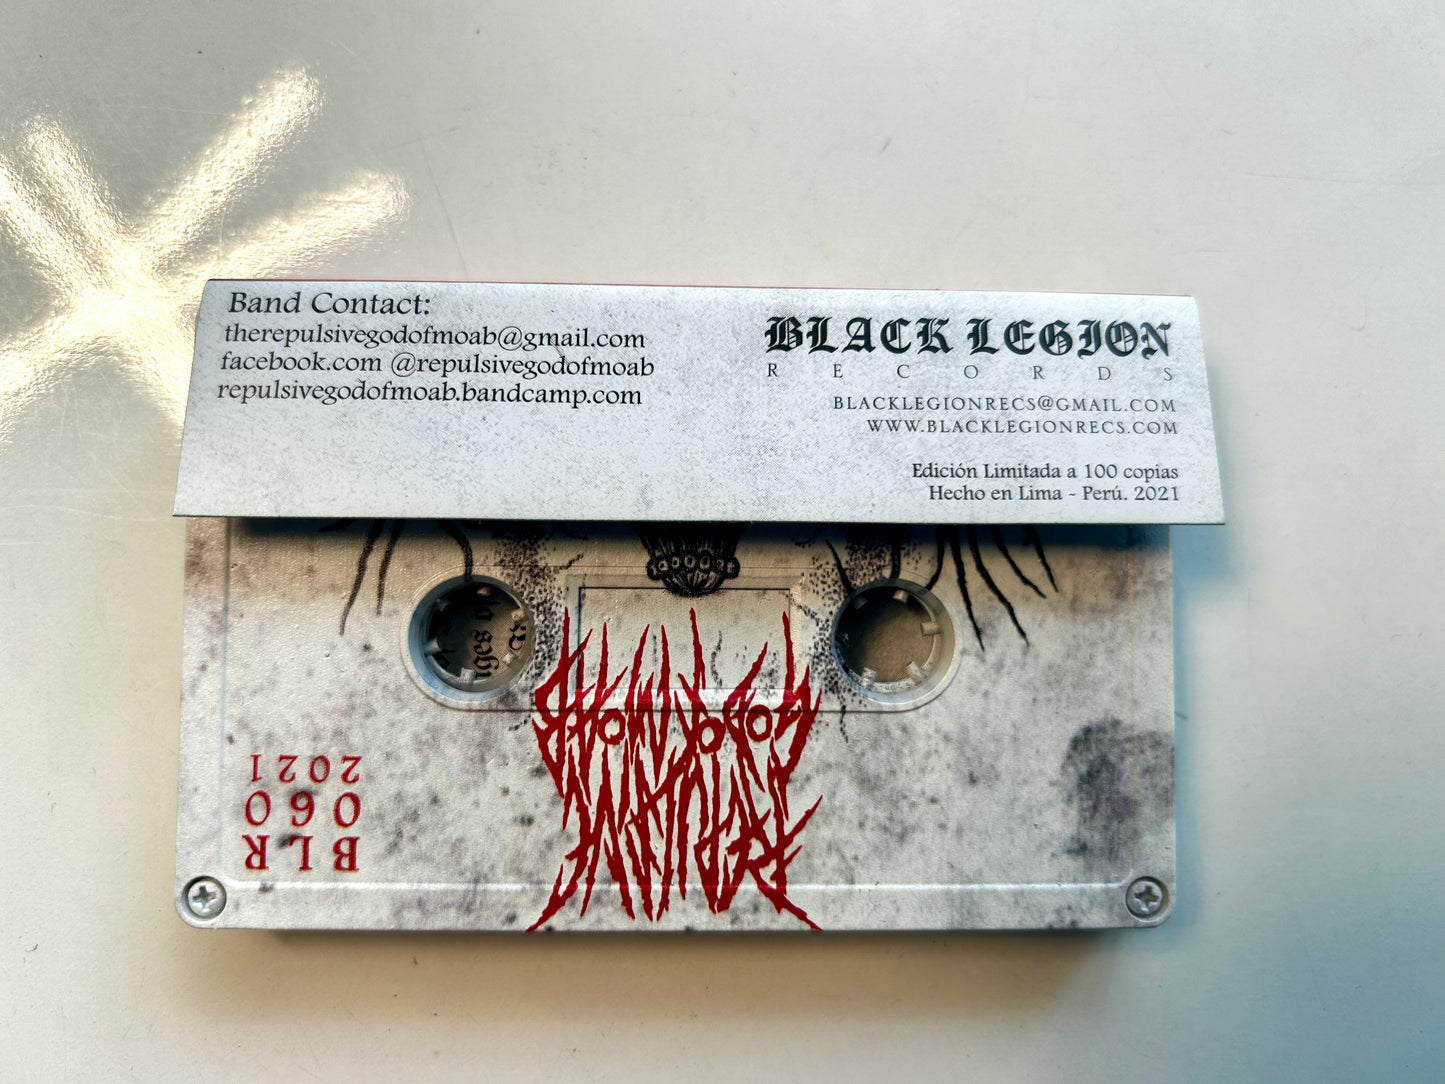 Band Contact:
therepulsivegodofmoab@gmail.com
facebook.com @repulsivegodofmoab
repulsivegodofmoab.bandcamp.com
BLACK LEGION
RECORDS
BLACKLEGIONRECS@GMAIL.COM
WWW.BLACKLEGIONRECS.COM
Edición Limitada a 100 copias
Hecho en Lima - Perú. 2021
BLR
060
2021